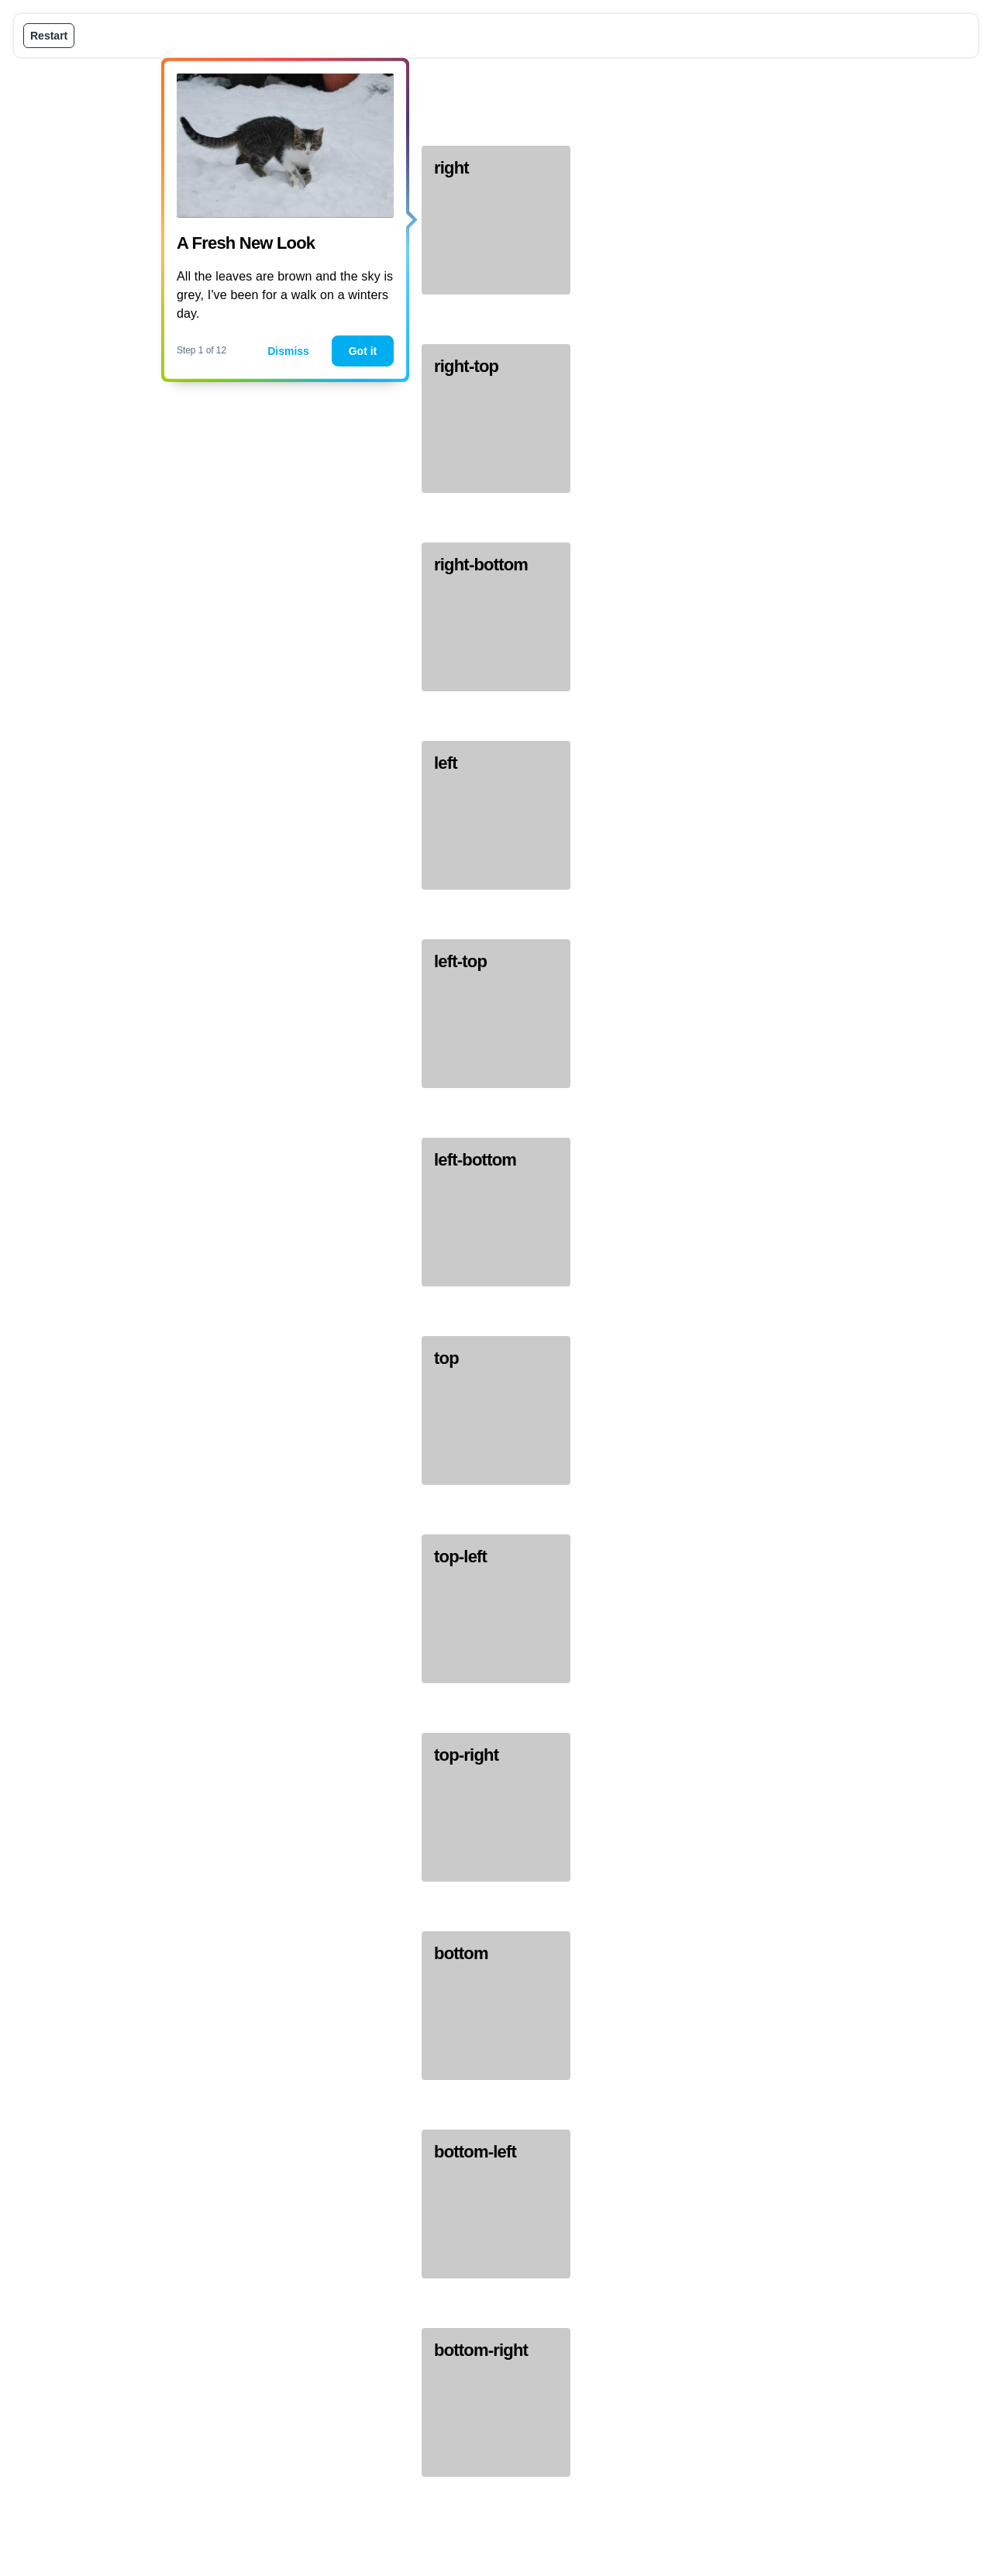 Restart
A Fresh New Look
All the leaves are brown and the sky is
grey, I've been for a walk on a winters
day.
Step 1 of 12
Dismiss
Got it
right
right-top
right-bottom
left
left-top
left-bottom
top
top-left
top-right
bottom
bottom-left
bottom-right